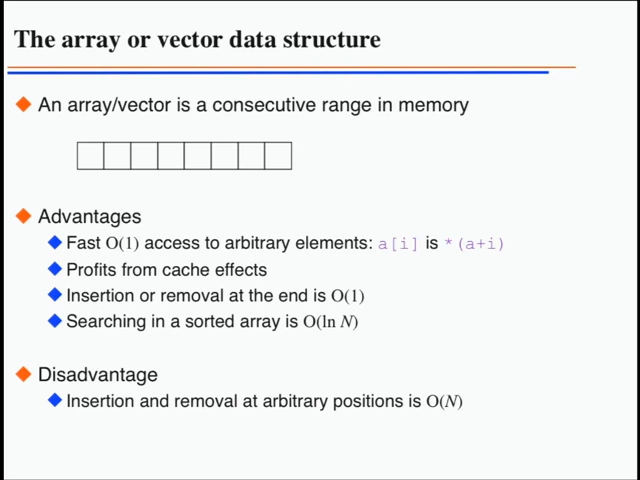 The array or vector data structure
An array/vector is a consecutive range in memory
Advantages
Fast O(1) access to arbitrary elements: a[i] is *(a+i)
Profits from cache effects
Insertion or removal at the end is O(1)
Searching in a sorted array is O(ln N)
Disadvantage
Insertion and removal at arbitrary positions is O(N)